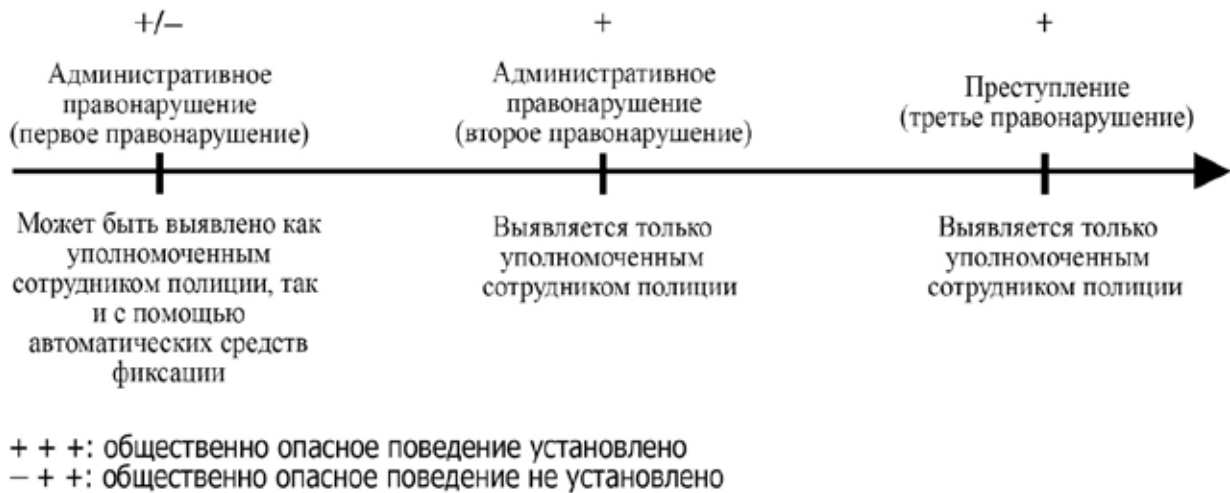 +/–
Административное
правонарушение
(первое правонарушение)
+
Административное
правонарушение
(второе правонарушение)
+
Преступление
(третье правонарушение)
Может быть выявлено как
уполномоченным
сотрудником полиции, так
и с помощью
автоматических средств
фиксации
Выявляется только
уполномоченным
сотрудником полиции
Выявляется только
уполномоченным
сотрудником полиции
+ + +: общественно опасное поведение установлено
– + +: общественно опасное поведение не установлено